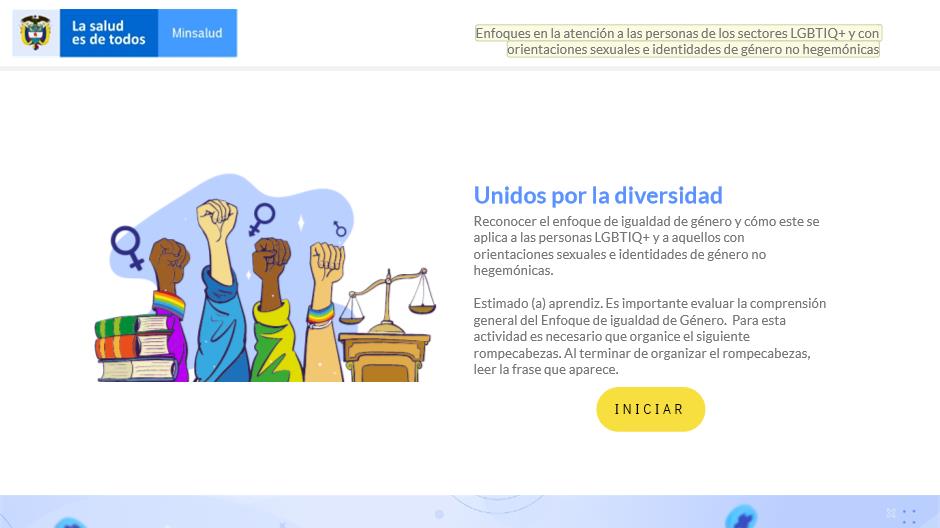 La salud
es de todos
Minsalud
Enfoques en la atención a las personas de los sectores LGBTIQ+ y con
orientaciones sexuales e identidades de género no hegemónicas
Unidos por la diversidad
Reconocer el enfoque de igualdad de género y cómo este se
aplica a las personas LGBTIQ+ y a aquellos con
orientaciones sexuales e identidades de género no
hegemónicas.
Estimado (a) aprendiz. Es importante evaluar la comprensión
general del Enfoque de igualdad de Género. Para esta
actividad es necesario que organice el siguiente
rompecabezas. Al terminar de organizar el rompecabezas,
leer la frase que aparece.
INICIAR